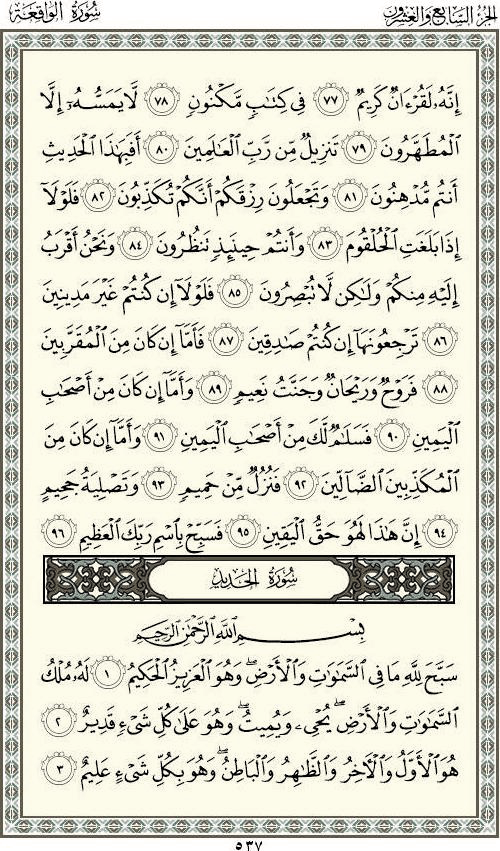 الجزء السابع والعشرون
سورة الواقعة
إِنَّهُۥ لَقُرْءَانٌ كَرِيمٌ ٧٧ فِي كِتَٰبٍ مَّكْنُونٍ ٧٨ لَّا يَمَسُّهُۥٓ إِلَّا
ٱلْمُطَهَّرُونَ ٧٩ تَنزِيلٌ مِّن رَّبِّ ٱلْعَٰلَمِينَ ٨٠ أَفَبِهَٰذَا ٱلْحَدِيثِ
أَنتُم مُّدْهِنُونَ ٨١ وَتَجْعَلُونَ رِزْقَكُمْ أَنَّكُمْ تُكَذِّبُونَ ٨٢ فَلَوْلَآ
إِذَا بَلَغَتِ ٱلْحُلْقُومَ ٨٣ وَأَنتُمْ حِينَئِذٍ تَنظُرُونَ ٨٤ وَنَحْنُ أَقْرَبُ
إِلَيْهِ مِنكُمْ وَلَٰكِن لَّا تُبْصِرُونَ ٨٥ فَلَوْلَآ إِن كُنتُمْ غَيْرَ مَدِينِينَ
٨٦ تَرْجِعُونَهَآ إِن كُنتُمْ صَٰدِقِينَ ٨٧ فَأَمَّآ إِن كَانَ مِنَ ٱلْمُقَرَّبِينَ
٨٨ فَرَوْحٌ وَرَيْحَانٌ وَجَنَّتُ نَعِيمٍ ٨٩ وَأَمَّآ إِن كَانَ مِنْ أَصْحَٰبِ
ٱلْيَمِينِ ٩٠ فَسَلَٰمٌ لَّكَ مِنْ أَصْحَٰبِ ٱلْيَمِينِ ٩١ وَأَمَّآ إِن كَانَ مِنَ
ٱلْمُكَذِّبِينَ ٱلضَّآلِّينَ ٩٢ فَنُزُلٌ مِّنْ حَمِيمٍ ٩٣ وَتَصْلِيَةُ جَحِيمٍ
٩٤ إِنَّ هَٰذَا لَهُوَ حَقُّ ٱلْيَقِينِ ٩٥ فَسَبِّحْ بِٱسْمِ رَبِّكَ ٱلْعَظِيمِ ٩٦
سورة الحديد
بِسْمِ ٱللَّهِ ٱلرَّحْمَٰنِ ٱلرَّحِيمِ
سَبَّحَ لِلَّهِ مَا فِي ٱلسَّمَٰوَٰتِ وَٱلْأَرْضِۖ وَهُوَ ٱلْعَزِيزُ ٱلْحَكِيمُ ١ لَهُۥ مُلْكُ
ٱلسَّمَٰوَٰتِ وَٱلْأَرْضِۖ يُحْيِۦ وَيُمِيتُۖ وَهُوَ عَلَىٰ كُلِّ شَيْءٍ قَدِيرٌ ٢
هُوَ ٱلْأَوَّلُ وَٱلْءَاخِرُ وَٱلظَّٰهِرُ وَٱلْبَاطِنُۖ وَهُوَ بِكُلِّ شَيْءٍ عَلِيمٌ ٣
٥٣٧